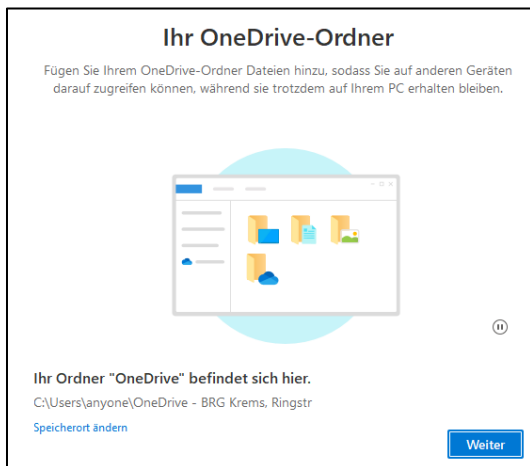 Ihr OneDrive-Ordner
Fügen Sie Ihrem OneDrive-Ordner Dateien hinzu, sodass Sie auf anderen Geräten
darauf zugreifen können, während sie trotzdem auf Ihrem PC erhalten bleiben.
Ihr Ordner "OneDrive" befindet sich hier.
C:\Users\anyone\OneDrive - BRG Krems, Ringstr
Speicherort ändern
Weiter